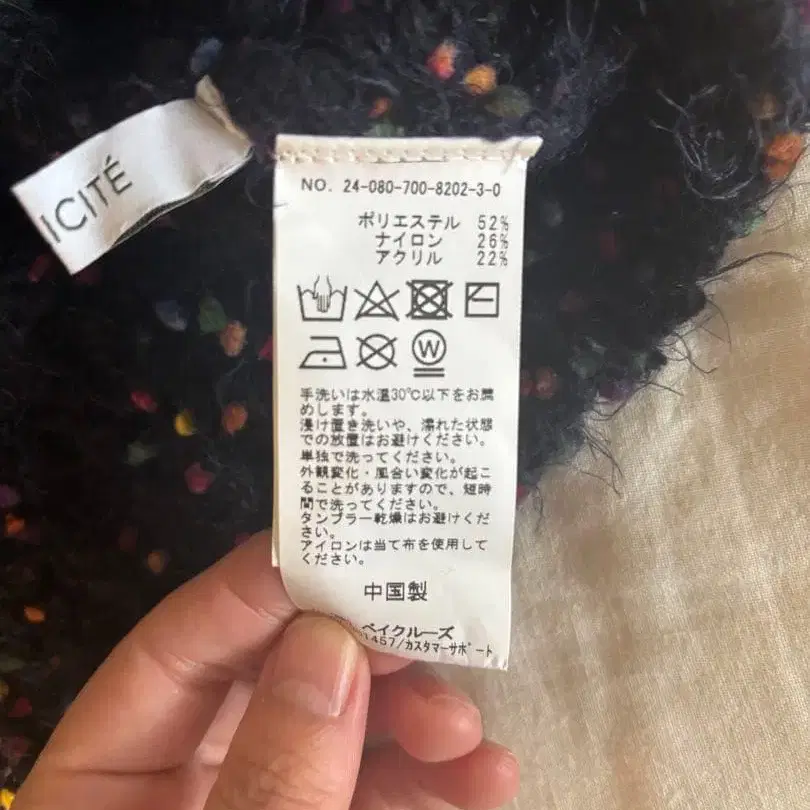 ICITÉ
NO. 24-080-700-8202-3-0
ポリエステル 52%
ナイロン 26%
アクリル 22%
W
手洗いは水温30℃以下をお薦
めします。
浸け置き洗いや、濡れた状態
での放置はお避けください。
単独で洗ってください。
外観変化・風合い変化が起こ
ることがありますので、短時
間で洗ってください。
タンブラー乾燥はお避けくだ
さい。
アイロンは当て布を使用して
ください。
中国製
ベイクルーズ
1457/カスタマーサポート